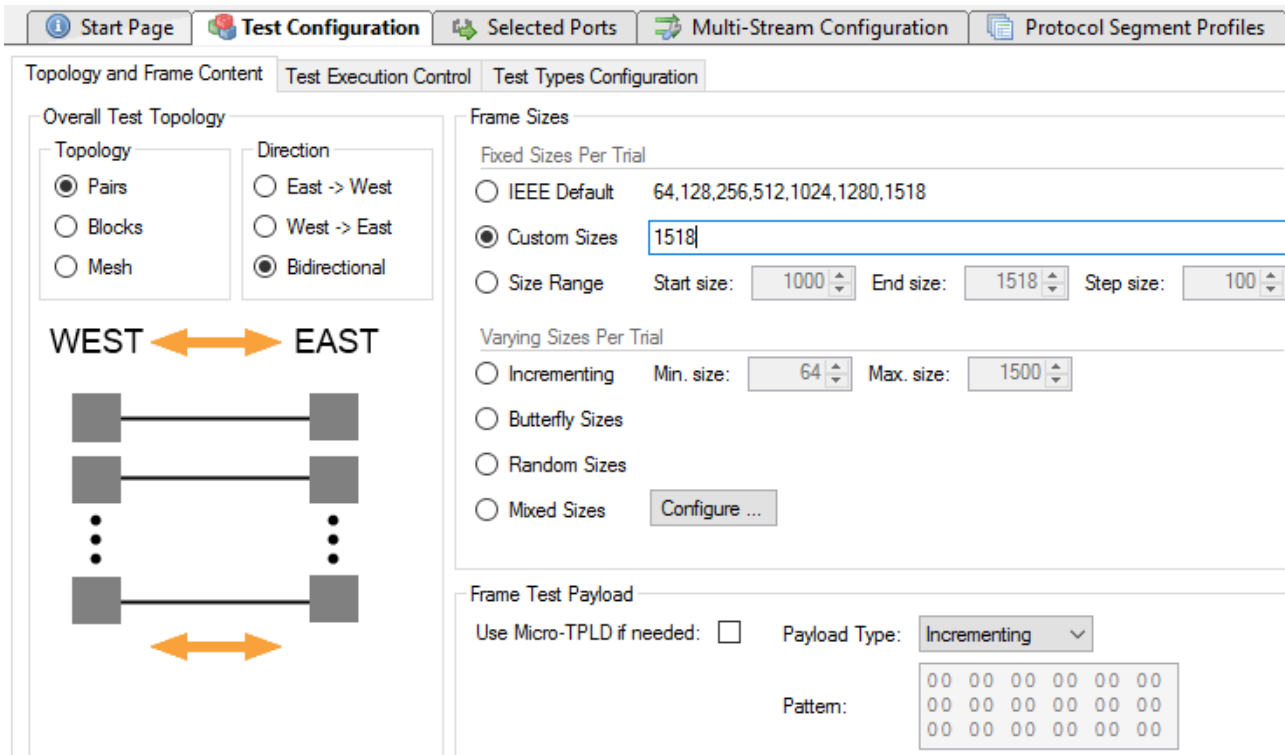 Start Page Test Configuration Selected Ports Multi-Stream Configuration Protocol Segment Profiles
Topology and Frame Content Test Execution Control Test Types Configuration
Overall Test Topology
Topology
Pairs
Blocks
Mesh
Direction
East -> West
West -> East
Bidirectional
WEST EAST
Frame Sizes
Fixed Sizes Per Trial
IEEE Default 64,128,256,512,1024,1280,1518
Custom Sizes 1518
Size Range Start size: 1000 End size: 1518 Step size: 100
Varying Sizes Per Trial
Incrementing Min. size: 64 Max. size: 1500
Butterfly Sizes
Random Sizes
Mixed Sizes Configure ...
Frame Test Payload
Use Micro-TPLD if needed: Payload Type: Incrementing
Pattern:
00 00 00 00 00 00
00 00 00 00 00 00
00 00 00 00 00 00